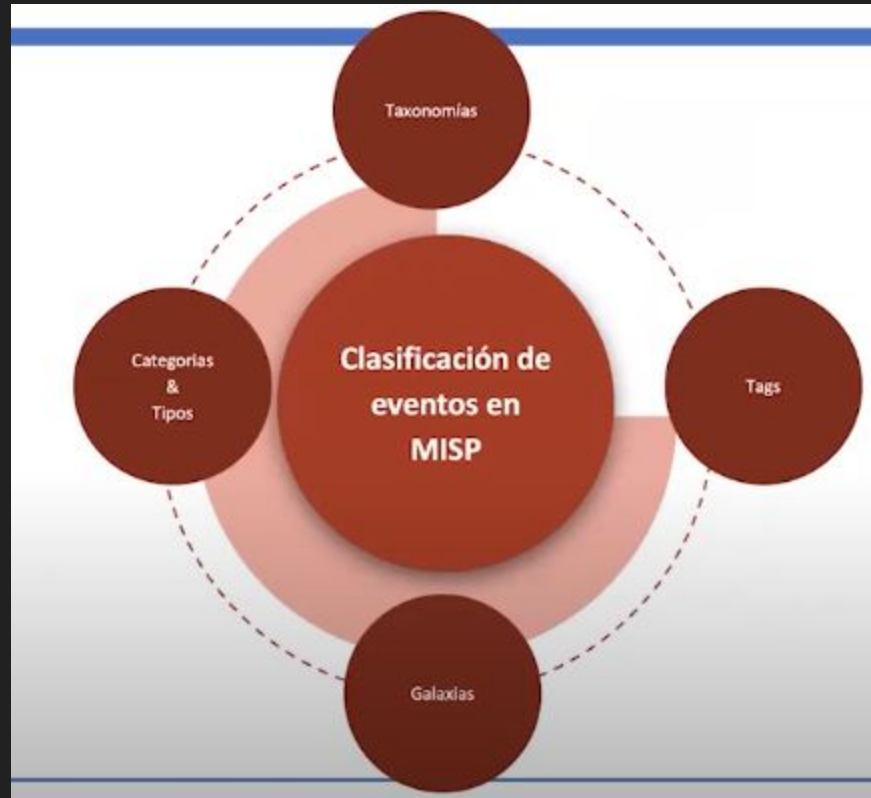 Taxonomías
Clasificación de
eventos en
MISP
Categorias
&
Tipos
Tags
Galaxias